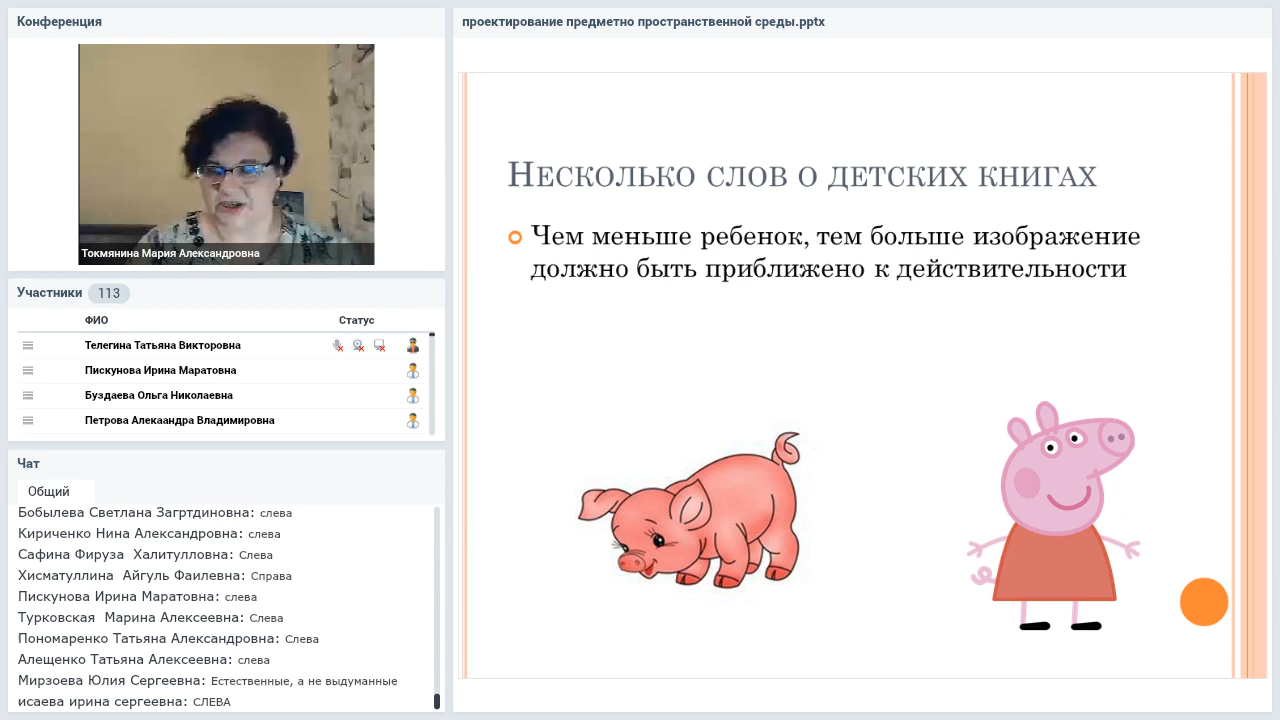 Конференция
Токмянина Мария Александровна
Участники 113
ФИО Статус
Телегина Татьяна Викторовна
Пискунова Ирина Маратовна
Буздаева Ольга Николаевна
Петрова Алекаандра Владимировна
Чат
Общий
Бобылева Светлана Загртдиновна: слева
Кириченко Нина Александровна: слева
Сафина Фируза Халитулловна: Слева
Хисматуллина Айгуль Фаилевна: Справа
Пискунова Ирина Маратовна: слева
Турковская Марина Алексеевна: Слева
Пономаренко Татьяна Александровна: Слева
Алещенко Татьяна Алексеевна: слева
Мирзоева Юлия Сергеевна: Естественные, а не выдуманные
исаева ирина сергеевна: СЛЕВА
проектирование предметно пространственной среды.pptx
Несколько слов о детских книгах
Чем меньше ребенок, тем больше изображение
должно быть приближено к действительности